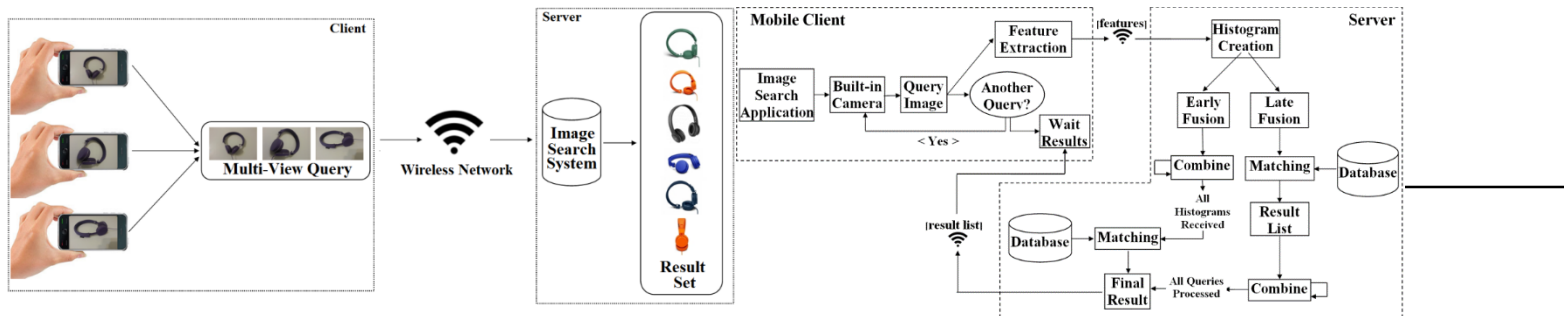 Client
Multi-View Query
Wireless Network
Server
Image
Search
System
Result
Set
Mobile Client
Image
Search
Application
Built-in
Camera
Query
Image
Feature
Extraction
Another
Query?
< Yes >
Wait
Results
[features]
Server
Histogram
Creation
Early
Fusion
Late
Fusion
Combine
Matching
Database
All
Histograms
Received
Result
List
[result list]
Database
Matching
Final
Result
All Queries
Processed
Combine